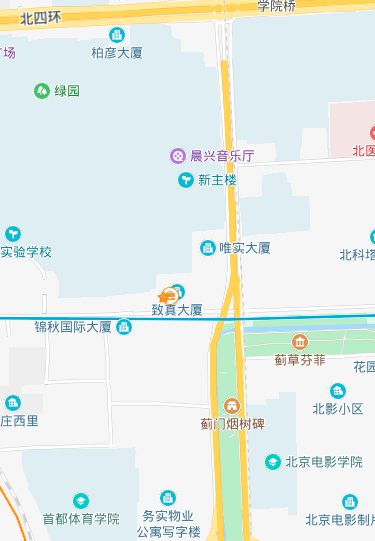 北四环
学院桥
柏彦大厦
广场
绿园
晨兴音乐厅
北医
新主楼
唯实大厦
实验学校
北科塔
致真大厦
锦秋国际大厦
蓟草芬菲
花园
北影小区
庄西里
蓟门烟树碑
北京电影学院
首都体育学院
务实物业
公寓写字楼
北京电影制片